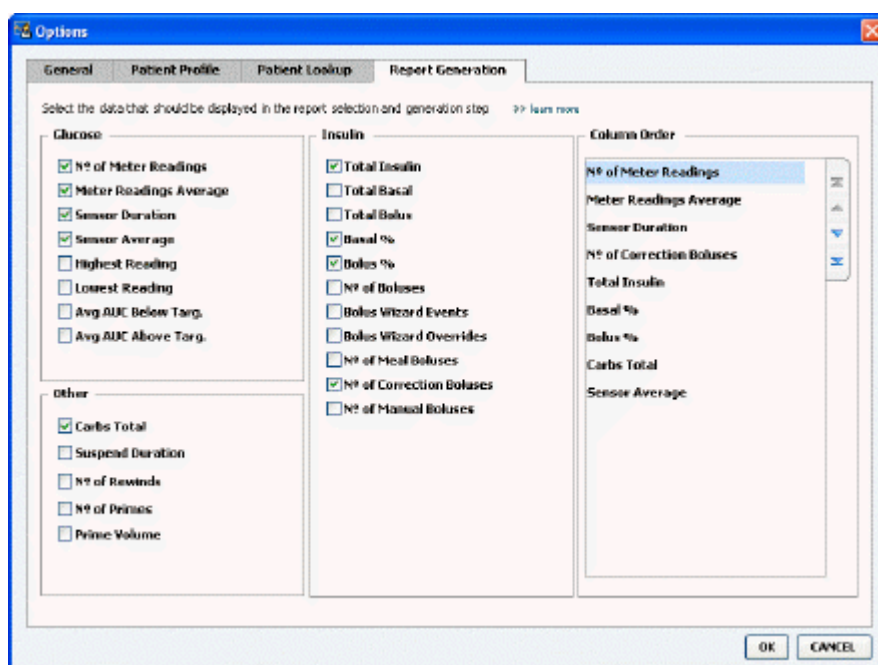 Options
General
Patient Profile
Patient Lookup
Report Generation
Select the data that should be displayed in the report selection and generation step >> learn more
Glucose
Nº of Meter Readings
Meter Readings Average
Sensor Duration
Sensor Average
Highest Reading
Lowest Reading
Avg AUC Below Targ.
Avg AUC Above Targ.
Other
Carbs Total
Suspend Duration
Nº of Rewinds
Nº of Primes
Prime Volume
Insulin
Total Insulin
Total Basal
Total Bolus
Basal %
Bolus %
Nº of Boluses
Bolus Wizard Events
Bolus Wizard Overrides
Nº of Meal Boluses
Nº of Correction Boluses
Nº of Manual Boluses
Column Order
Nº of Meter Readings
Meter Readings Average
Sensor Duration
Nº of Correction Boluses
Total Insulin
Basal %
Bolus %
Carbs Total
Sensor Average
OK
CANCEL